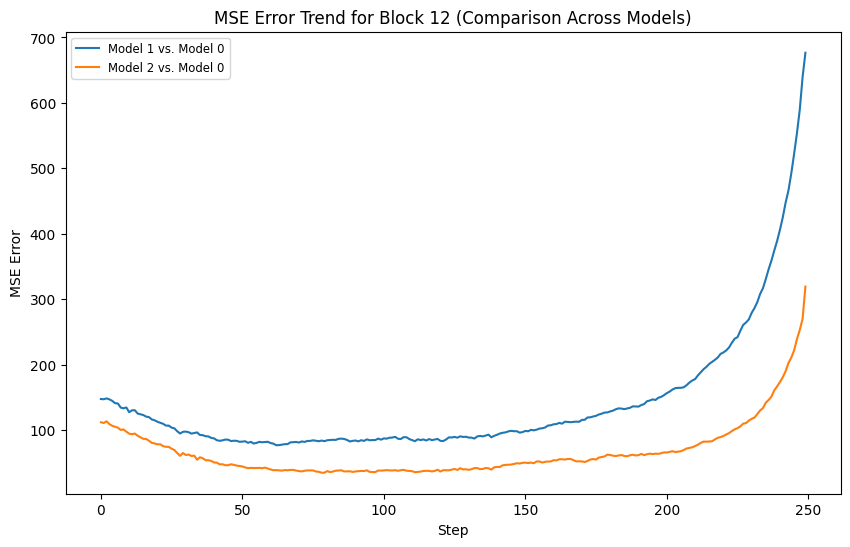 MSE Error Trend for Block 12 (Comparison Across Models)
Model 1 vs. Model 0
Model 2 vs. Model 0
700
600
500
400
300
200
100
MSE Error
0
50
100
150
200
250
Step